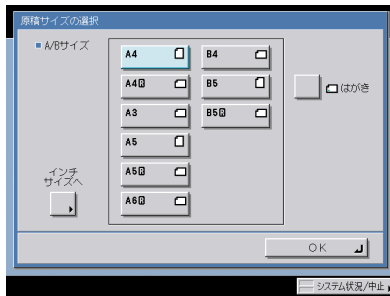 原稿サイズの選択
A/Bサイズ
A4
B4
A4R
B5
はがき
A3
B5R
A5
インチ
サイズへ
A5R
A6R
OK
システム状況/中止